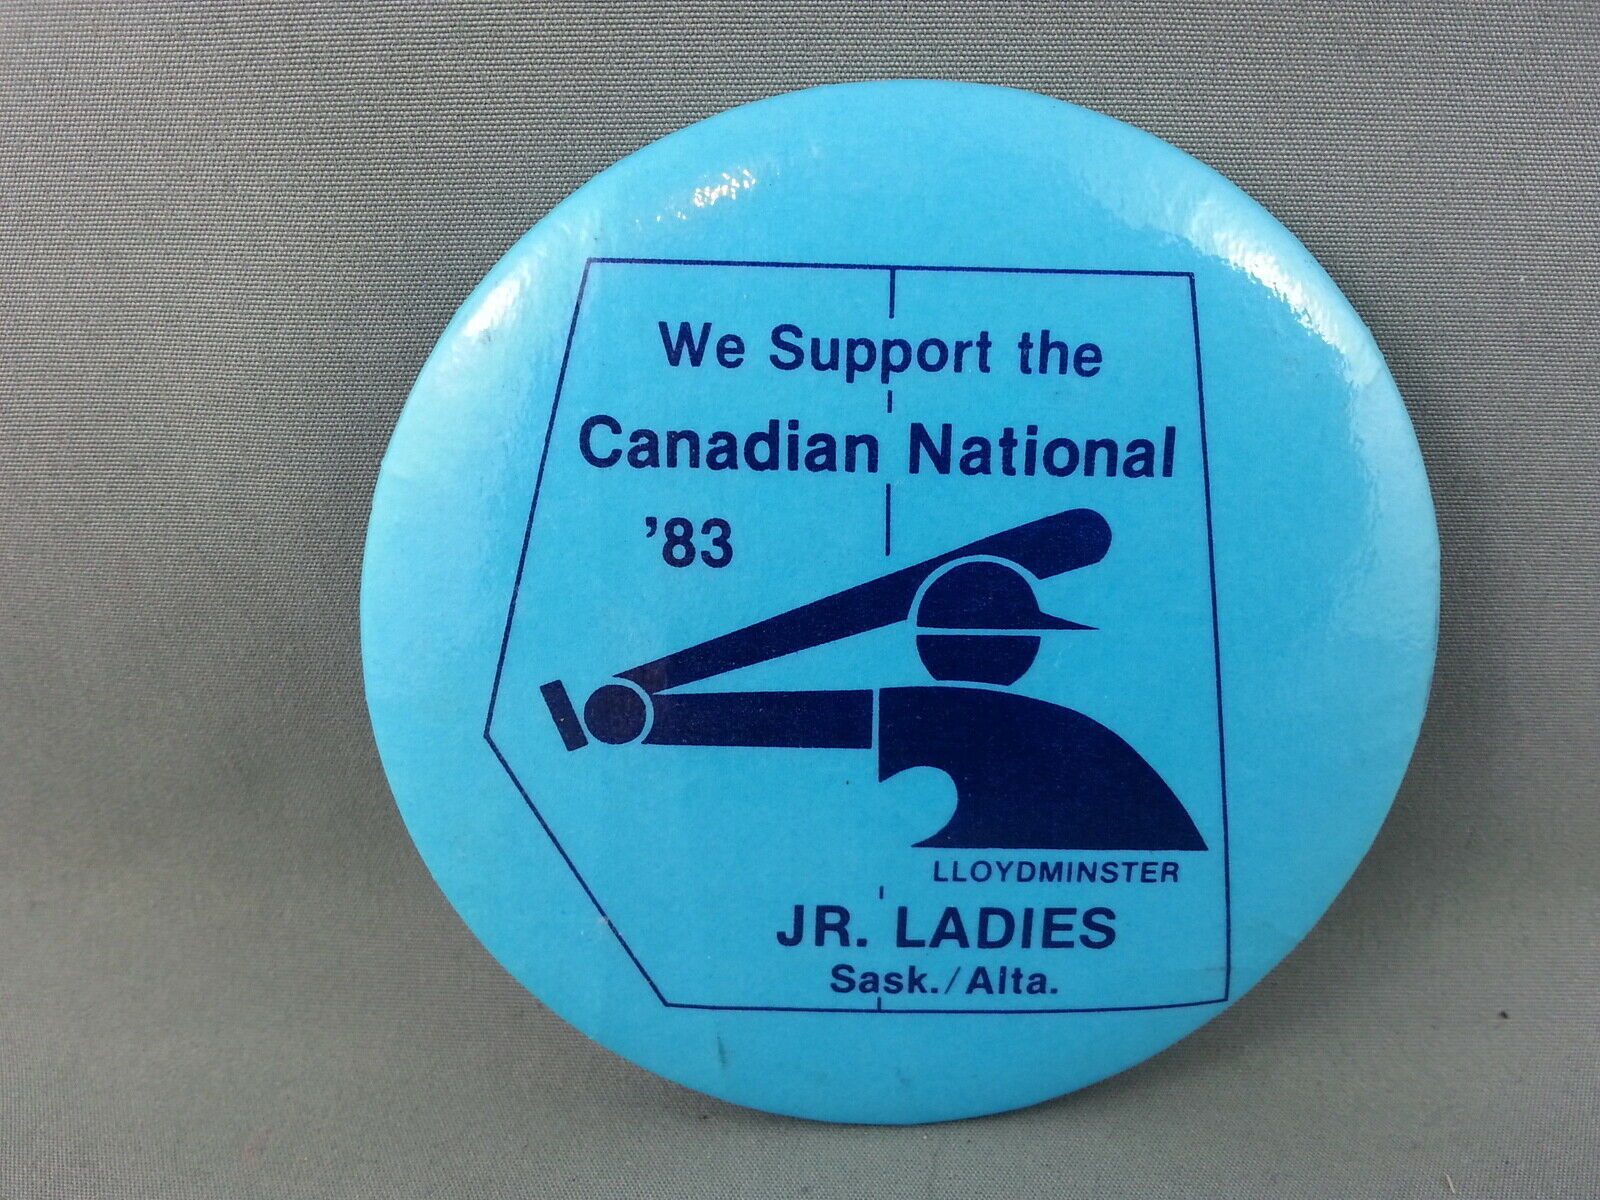 We Support the
Canadian National
'83
LLOYDMINSTER
JR. LADIES
Sask./Alta.